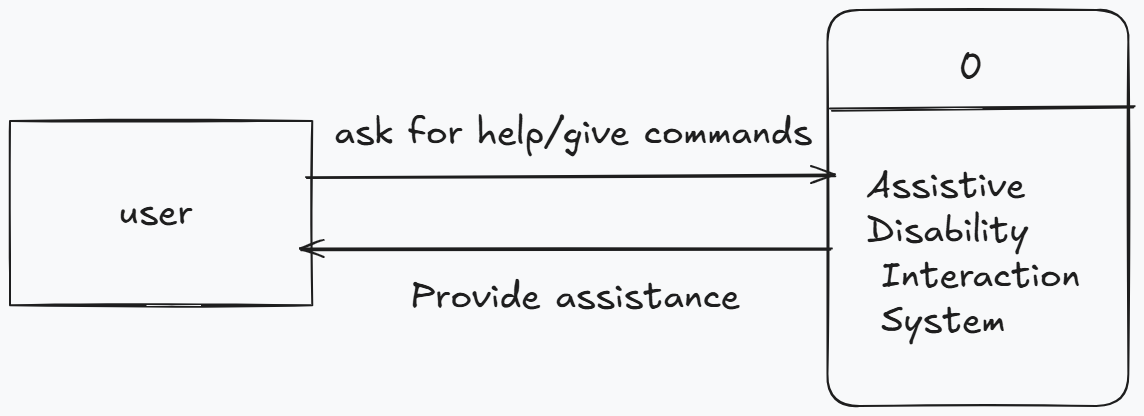 0
ask for help/give commands
user
Assistive
Disability
Interaction
System
Provide assistance